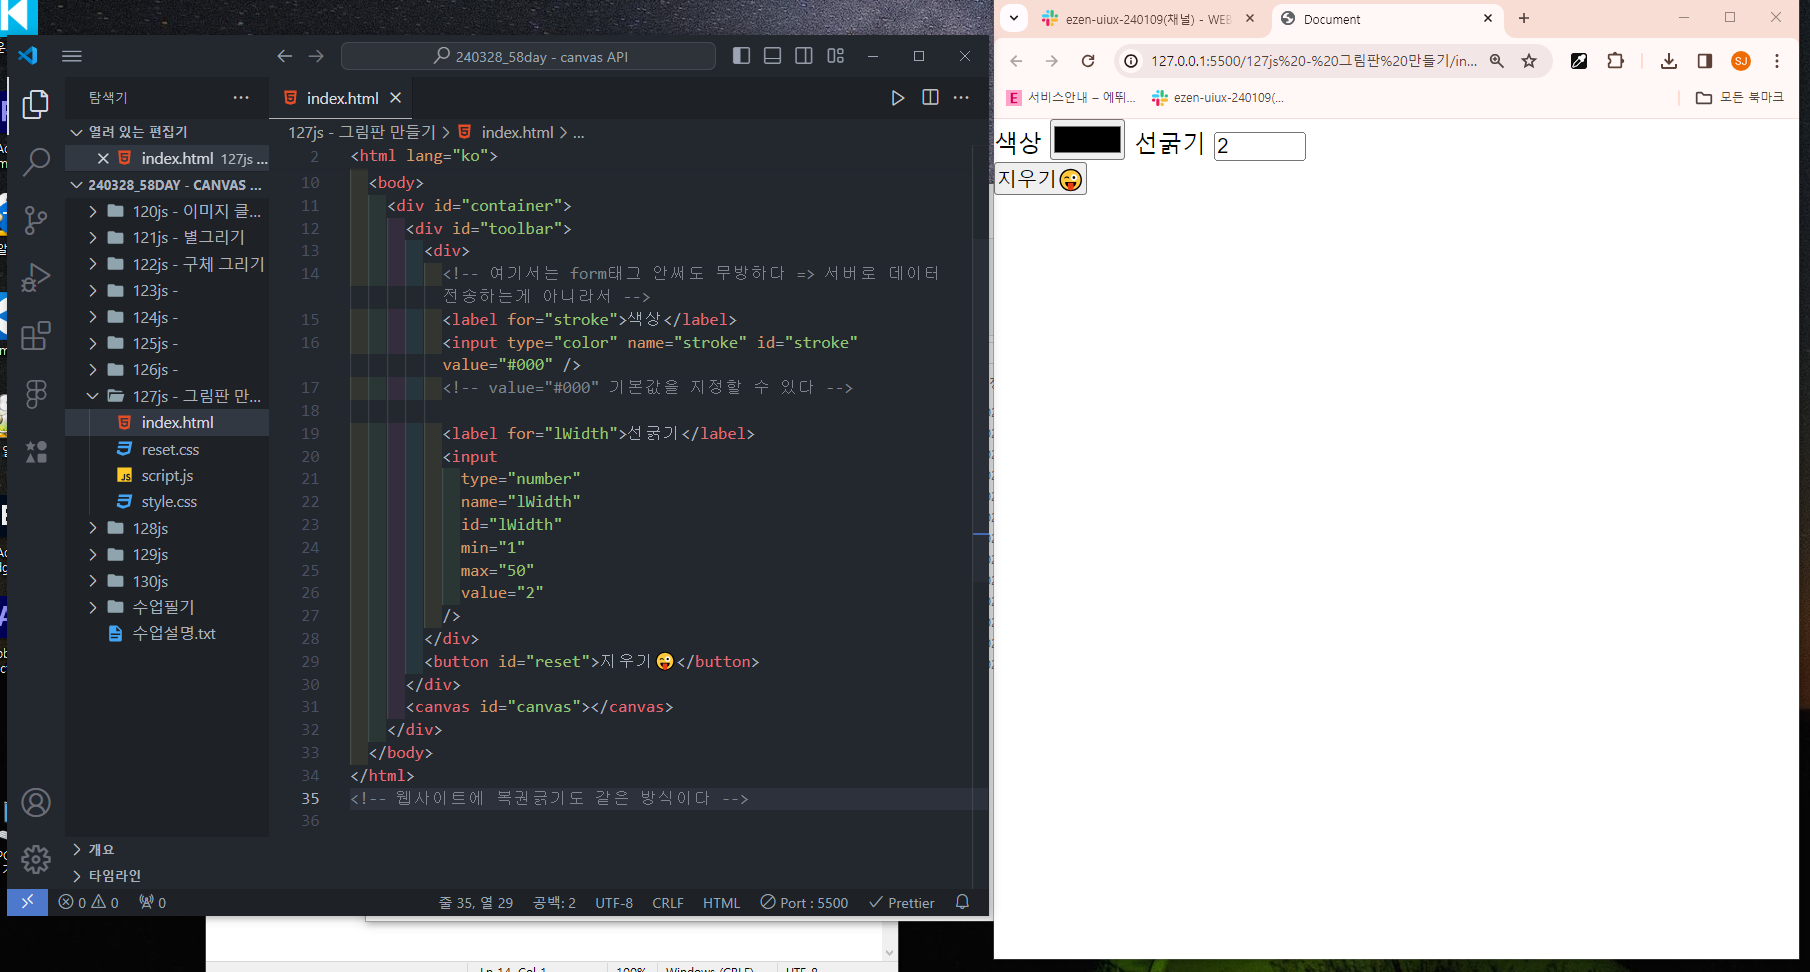 240328_58day - canvas API
탐색기
열러 있는 편집기
index.html 127js ...
240328_58DAY - CANVAS ...
120js - 이미지 클...
121js - 별그리기
122js - 구체 그리기
123js -
124js -
125js -
126js -
127js - 그림판 만...
index.html
reset.css
script.js
style.css
128js
129js
130js
수업필기
수업설명.txt
개요
타임라인
index.html
127js - 그림판 만들기 > index.html > ...
2 <html lang="ko">
10 <body>
11 <div id="container">
12 <div id="toolbar">
13 <div>
14 <!-- 여기서는 form태그 안써도 무방하다 => 서버로 데이터
전송하는게 아니라서 -->
15 <label for="stroke">색상</label>
16 <input type="color" name="stroke" id="stroke"
value="#000" />
17 <!-- value="#000" 기본값을 지정할 수 있다 -->
18
19 <label for="lWidth">선굵기</label>
20 <input
21 type="number"
22 name="lWidth"
23 id="lWidth"
24 min="1"
25 max="50"
26 value="2"
27 />
28 </div>
29 <button id="reset">지우기😜</button>
30 </div>
31 <canvas id="canvas"></canvas>
32 </div>
33 </body>
34 </html>
35 <!-- 웹사이트에 복권긁기도 같은 방식이다 -->
36
0 0 0 줄 35, 열 29 공백: 2 UTF-8 CRLF HTML Port : 5500 Prettier
Ln 14, Col 1 100% Windows (CRLF) UTF-8
ezen-uiux-240109(채널) - WEB
Document
127.0.0.1:5500/127js%20-%20그림판%20만들기/in...
SJ
E 서비스안내 – 에뛰...
ezen-uiux-240109(...
모든 북마크
색상 선굵기 2
지우기😜